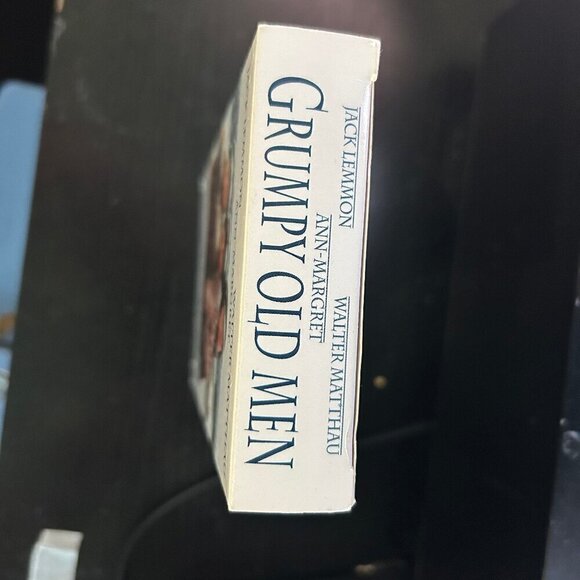 JACK LEMMON WALTER MATTHAU
ANN-MARGRET
GRUMPY OLD MEN